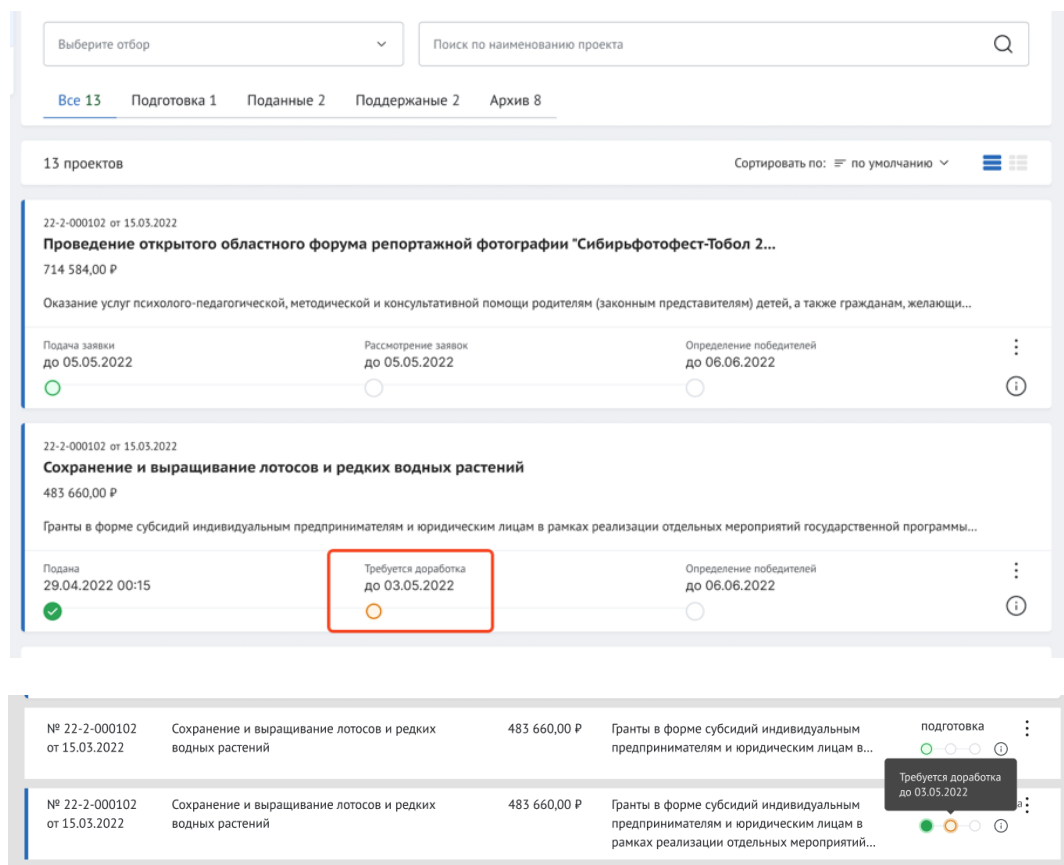 Выберите отбор
Поиск по наименованию проекта
Все 13 Подготовка 1 Поданные 2 Поддержаные 2 Архив 8
13 проектов
Сортировать по: по умолчанию
22-2-000102 от 15.03.2022
Проведение открытого областного форума репортажной фотографии "Сибирьфотофест-Тобол 2...
714 584,00 ₽
Оказание услуг психолого-педагогической, методической и консультативной помощи родителям (законным представителям) детей, а также гражданам, желающи...
Подача заявки
до 05.05.2022
Рассмотрение заявок
до 05.05.2022
Определение победителей
до 06.06.2022
22-2-000102 от 15.03.2022
Сохранение и выращивание лотосов и редких водных растений
483 660,00 ₽
Гранты в форме субсидий индивидуальным предпринимателям и юридическим лицам в рамках реализации отдельных мероприятий государственной программы...
Подана
29.04.2022 00:15
Требуется доработка
до 03.05.2022
Определение победителей
до 06.06.2022
№ 22-2-000102
от 15.03.2022
Сохранение и выращивание лотосов и редких
водных растений
483 660,00 ₽
Гранты в форме субсидий индивидуальным
предпринимателям и юридическим лицам в...
подготовка
Требуется доработка
до 03.05.2022
№ 22-2-000102
от 15.03.2022
Сохранение и выращивание лотосов и редких
водных растений
483 660,00 ₽
Гранты в форме субсидий индивидуальным
предпринимателям и юридическим лицам в
рамках реализации отдельных мероприятий...